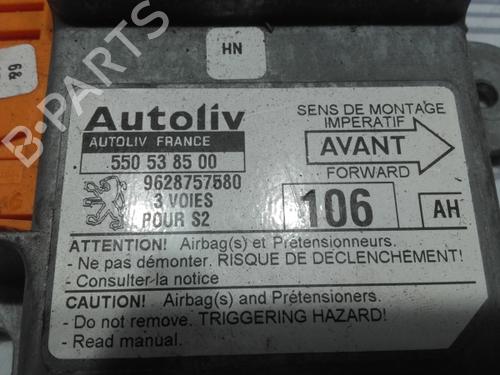 HN
Autoliv
AUTOLIV FRANCE
550 53 85 00
9628757580
3 VOIES
POUR S2
SENS DE MONTAGE
IMPERATIF
AVANT
FORWARD
106
AH
ATTENTION! Airbag(s) et Prétensionneurs.
- Ne pas démonter. RISQUE DE DECLENCHEMENT!
- Consulter la notice
CAUTION! Airbag(s) and Prétensioners.
- Do not remove. TRIGGERING HAZARD!
- Read manual.
B-PARTS